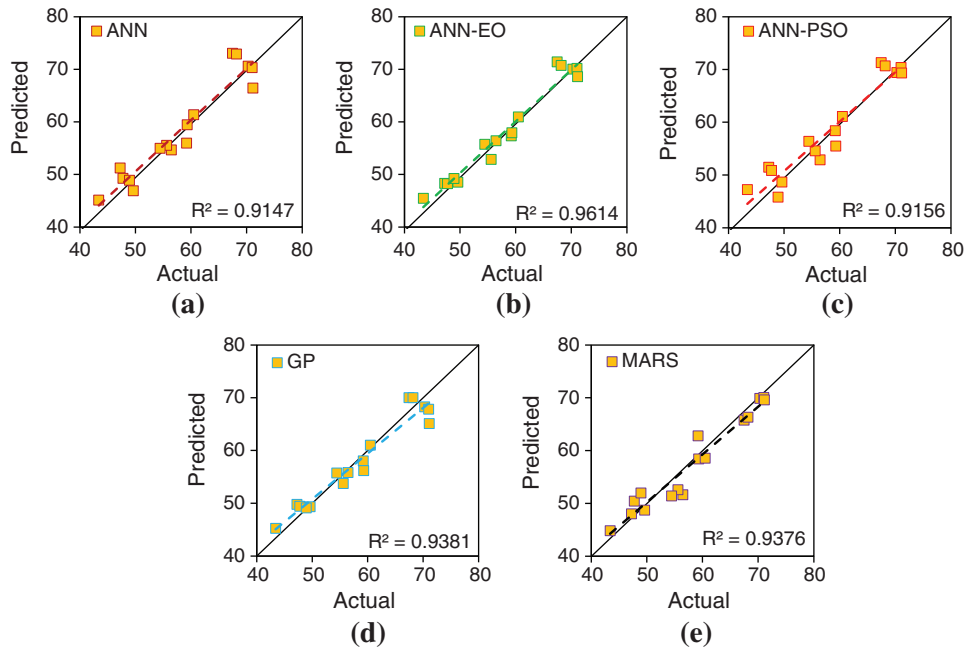 80
ANN
70
Predicted
60
50
40
R² = 0.9147
40 50 60 70 80
Actual
(a)
80
ANN-EO
70
Predicted
60
50
40
R² = 0.9614
40 50 60 70 80
Actual
(b)
80
ANN-PSO
70
Predicted
60
50
40
R² = 0.9156
40 50 60 70 80
Actual
(c)
80
GP
70
Predicted
60
50
40
R² = 0.9381
40 50 60 70 80
Actual
(d)
80
MARS
70
Predicted
60
50
40
R² = 0.9376
40 50 60 70 80
Actual
(e)